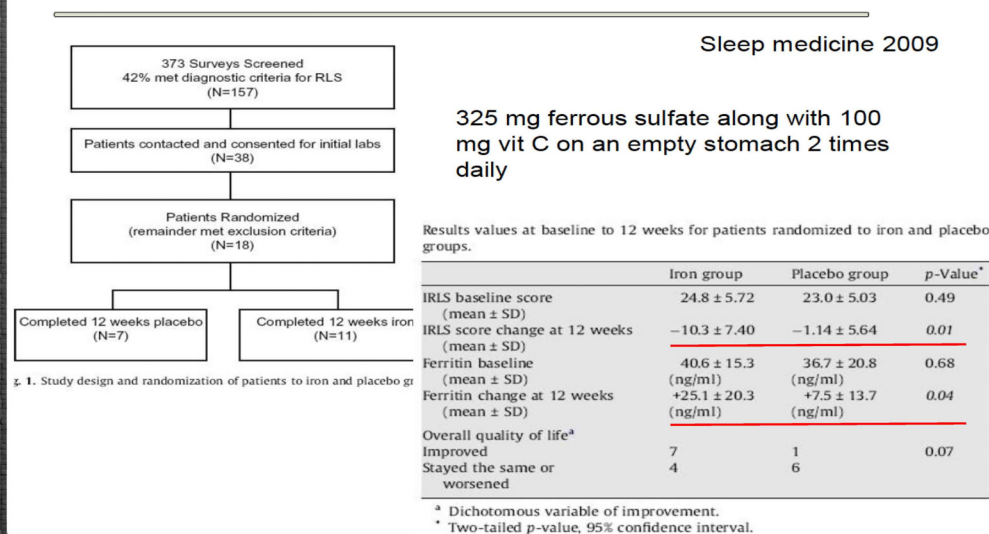 Sleep medicine 2009
373 Surveys Screened
42% met diagnostic criteria for RLS
(N=157)
Patients contacted and consented for initial labs
(N=38)
Patients Randomized
(remainder met exclusion criteria)
(N=18)
Completed 12 weeks placebo
(N=7)
Completed 12 weeks iron
(N=11)
g. 1. Study design and randomization of patients to iron and placebo gr
325 mg ferrous sulfate along with 100
mg vit C on an empty stomach 2 times
daily
Results values at baseline to 12 weeks for patients randomized to iron and placebo
groups.
Iron group Placebo group p-Value*
IRLS baseline score 24.8 ± 5.72 23.0 ± 5.03 0.49
(mean ± SD)
IRLS score change at 12 weeks −10.3 ± 7.40 −1.14 ± 5.64 0.01
(mean ± SD)
Ferritin baseline 40.6 ± 15.3 36.7 ± 20.8 0.68
(mean ± SD) (ng/ml) (ng/ml)
Ferritin change at 12 weeks +25.1 ± 20.3 +7.5 ± 13.7 0.04
(mean ± SD) (ng/ml) (ng/ml)
Overall quality of lifeᵃ
Improved 7 1 0.07
Stayed the same or 4 6
worsened
ᵃ Dichotomous variable of improvement.
* Two-tailed p-value, 95% confidence interval.